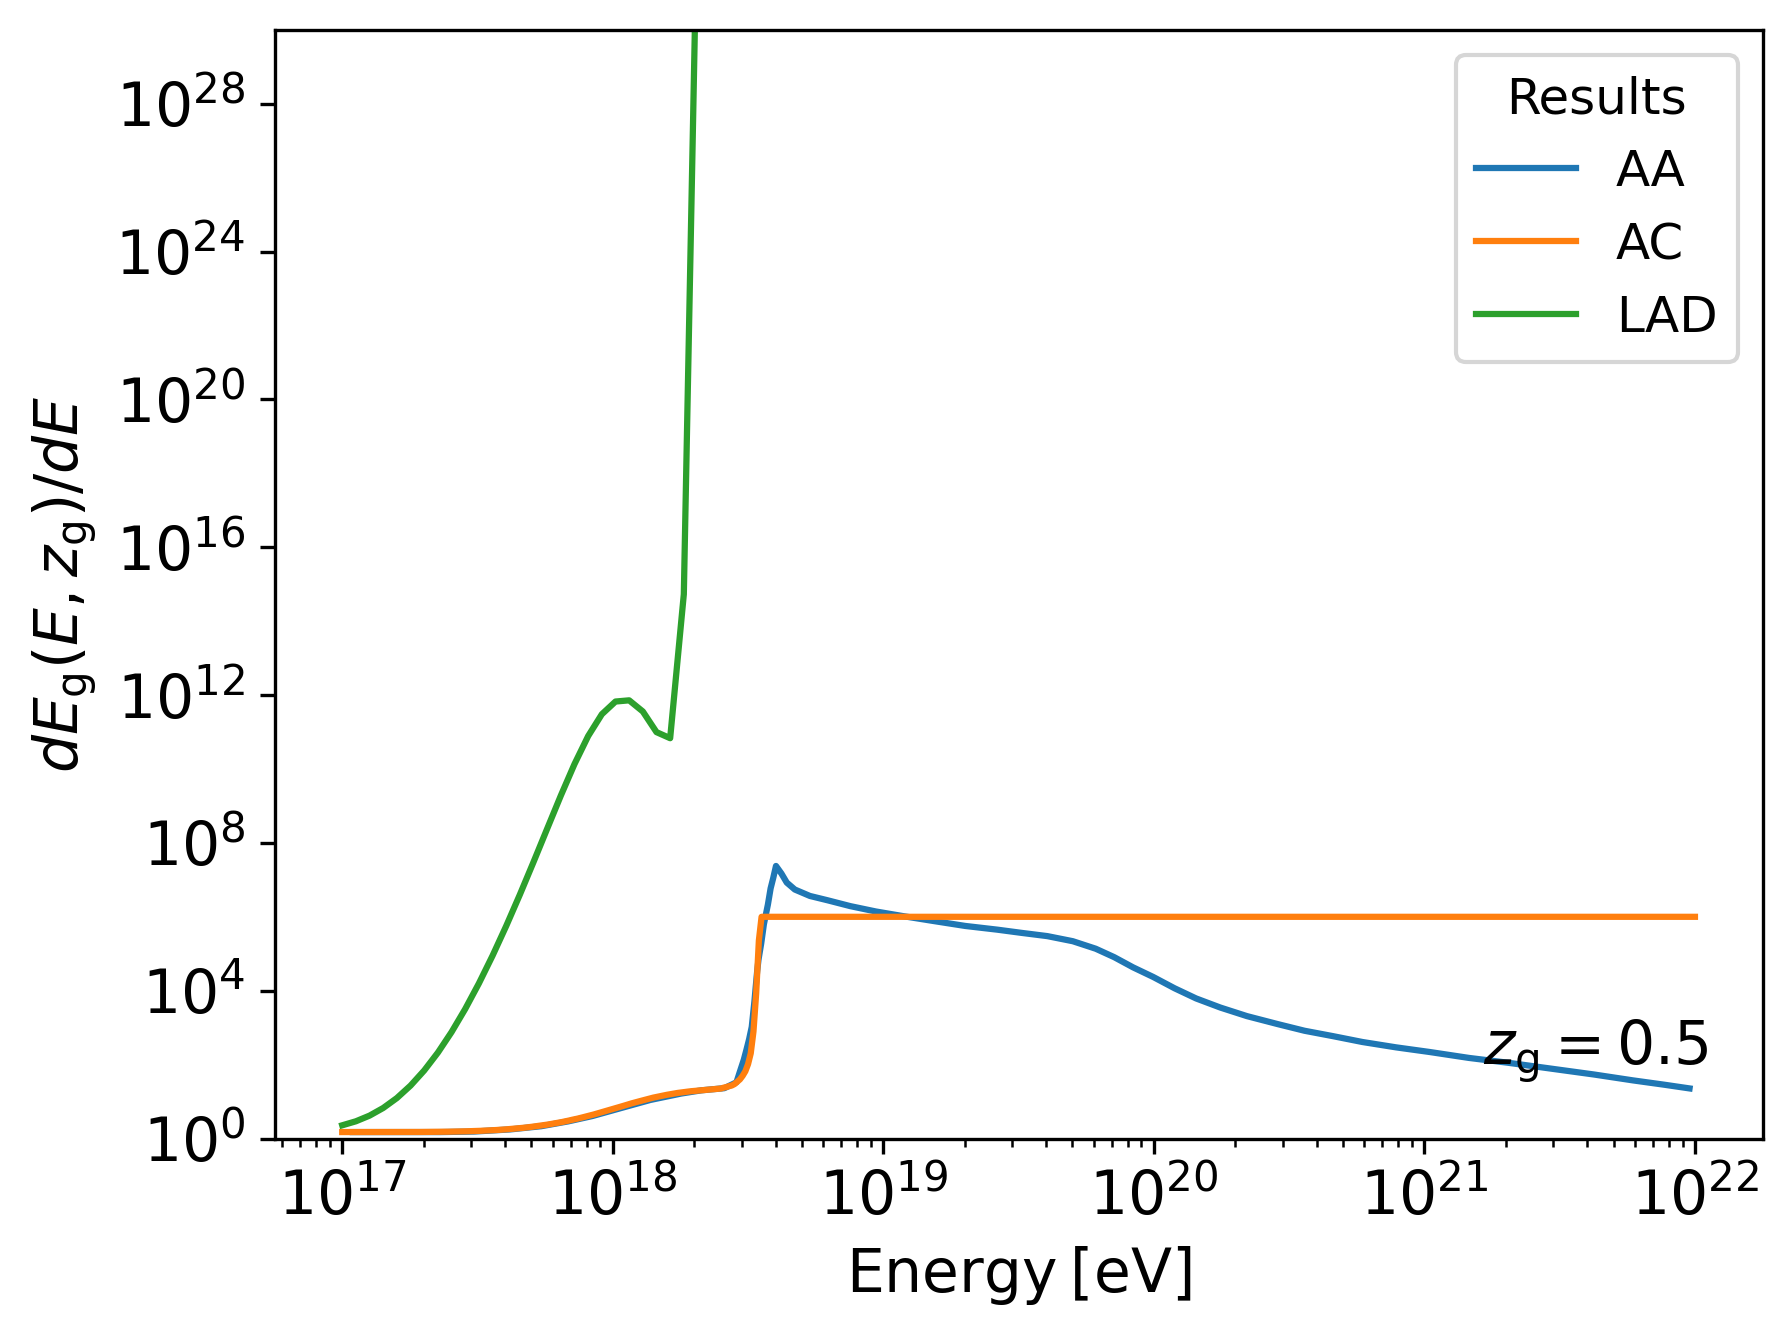 10^28
10^24
10^20
10^16
10^12
10^8
10^4
10^0
dE_g(E, z_g)/dE
Results
AA
AC
LAD
z_g = 0.5
10^17 10^18 10^19 10^20 10^21 10^22
Energy [eV]